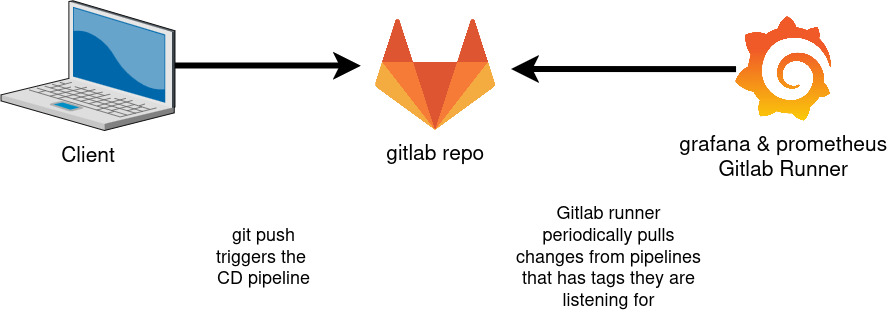 Client
gitlab repo
grafana & prometheus
Gitlab Runner
git push
triggers the
CD pipeline
Gitlab runner
periodically pulls
changes from pipelines
that has tags they are
listening for